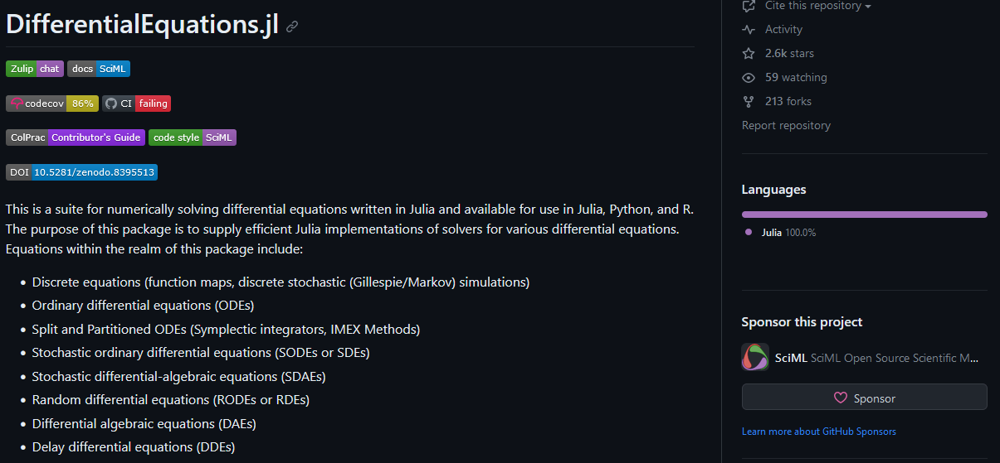 DifferentialEquations.jl
Zulip chat docs SciML
codecov 86% CI failing
ColPrac Contributor's Guide code style SciML
DOI 10.5281/zenodo.8395513
This is a suite for numerically solving differential equations written in Julia and available for use in Julia, Python, and R.
The purpose of this package is to supply efficient Julia implementations of solvers for various differential equations.
Equations within the realm of this package include:
• Discrete equations (function maps, discrete stochastic (Gillespie/Markov) simulations)
• Ordinary differential equations (ODEs)
• Split and Partitioned ODEs (Symplectic integrators, IMEX Methods)
• Stochastic ordinary differential equations (SODEs or SDEs)
• Stochastic differential-algebraic equations (SDAEs)
• Random differential equations (RODEs or RDEs)
• Differential algebraic equations (DAEs)
• Delay differential equations (DDEs)
Cite this repository
Activity
2.6k stars
59 watching
213 forks
Report repository
Languages
Julia 100.0%
Sponsor this project
SciML SciML Open Source Scientific M...
Sponsor
Learn more about GitHub Sponsors